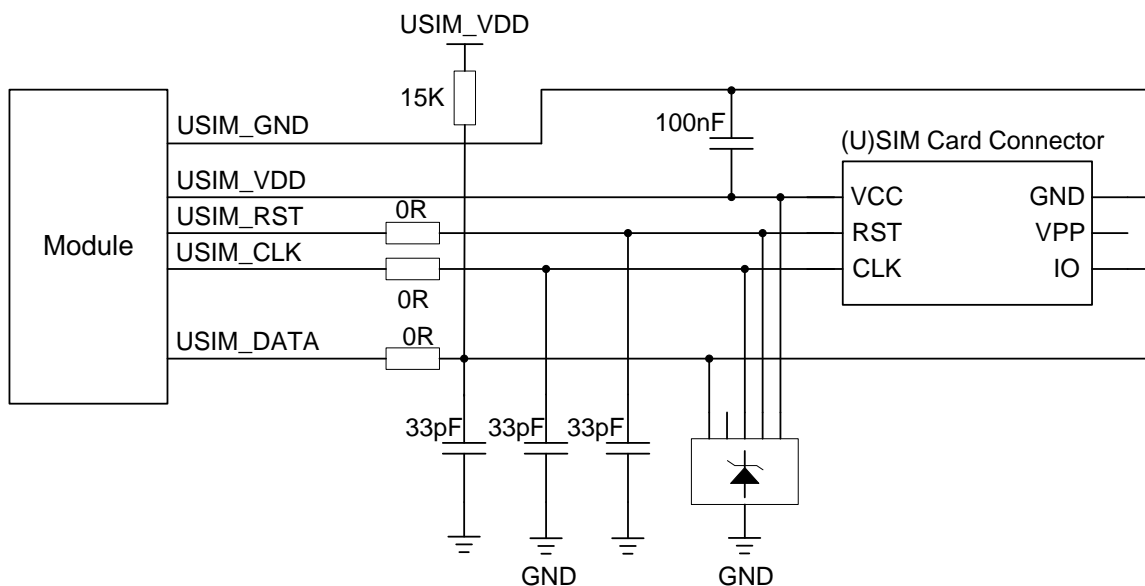 USIM_VDD
15K
USIM_GND
100nF
(U)SIM Card Connector
USIM_VDD
VCC
GND
USIM_RST
0R
RST
VPP
Module
USIM_CLK
CLK
IO
0R
USIM_DATA
0R
33pF
33pF
33pF
GND
GND